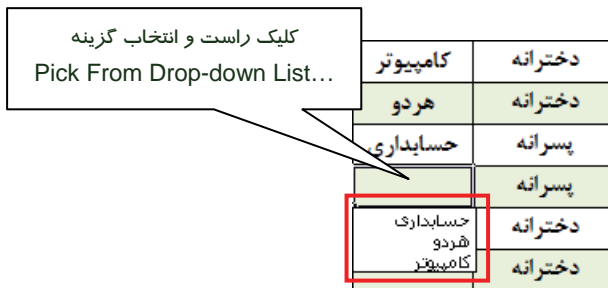 کلیک راست و انتخاب گزینه
Pick From Drop-down List…
دخترانه کامپیوتر
دخترانه هردو
پسرانه حسابداری
پسرانه
دخترانه
دخترانه
حسابداری
هردو
کامپیوتر